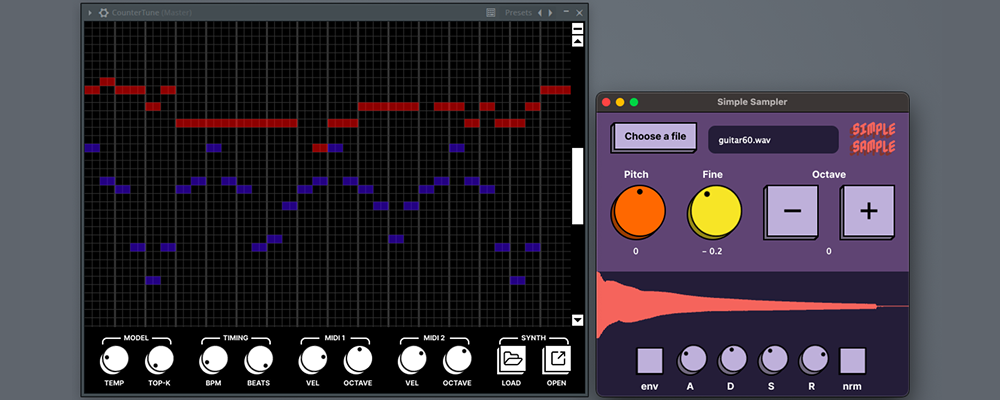 CounterTune (Master)
Presets
MODEL
TIMING
MIDI 1
MIDI 2
SYNTH
TEMP
TOP-K
BPM
BEATS
VEL
OCTAVE
VEL
OCTAVE
LOAD
OPEN
Simple Sampler
Choose a file
guitar60.wav
SIMPLE
SAMPLE
Pitch
Fine
Octave
0
− 0.2
0
env
A
D
S
R
nrm